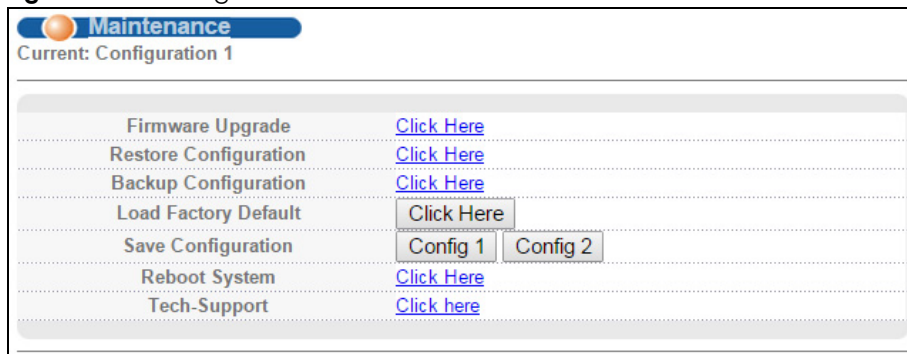 Maintenance
Current: Configuration 1
Firmware Upgrade Click Here
Restore Configuration Click Here
Backup Configuration Click Here
Load Factory Default Click Here
Save Configuration Config 1 Config 2
Reboot System Click Here
Tech-Support Click here